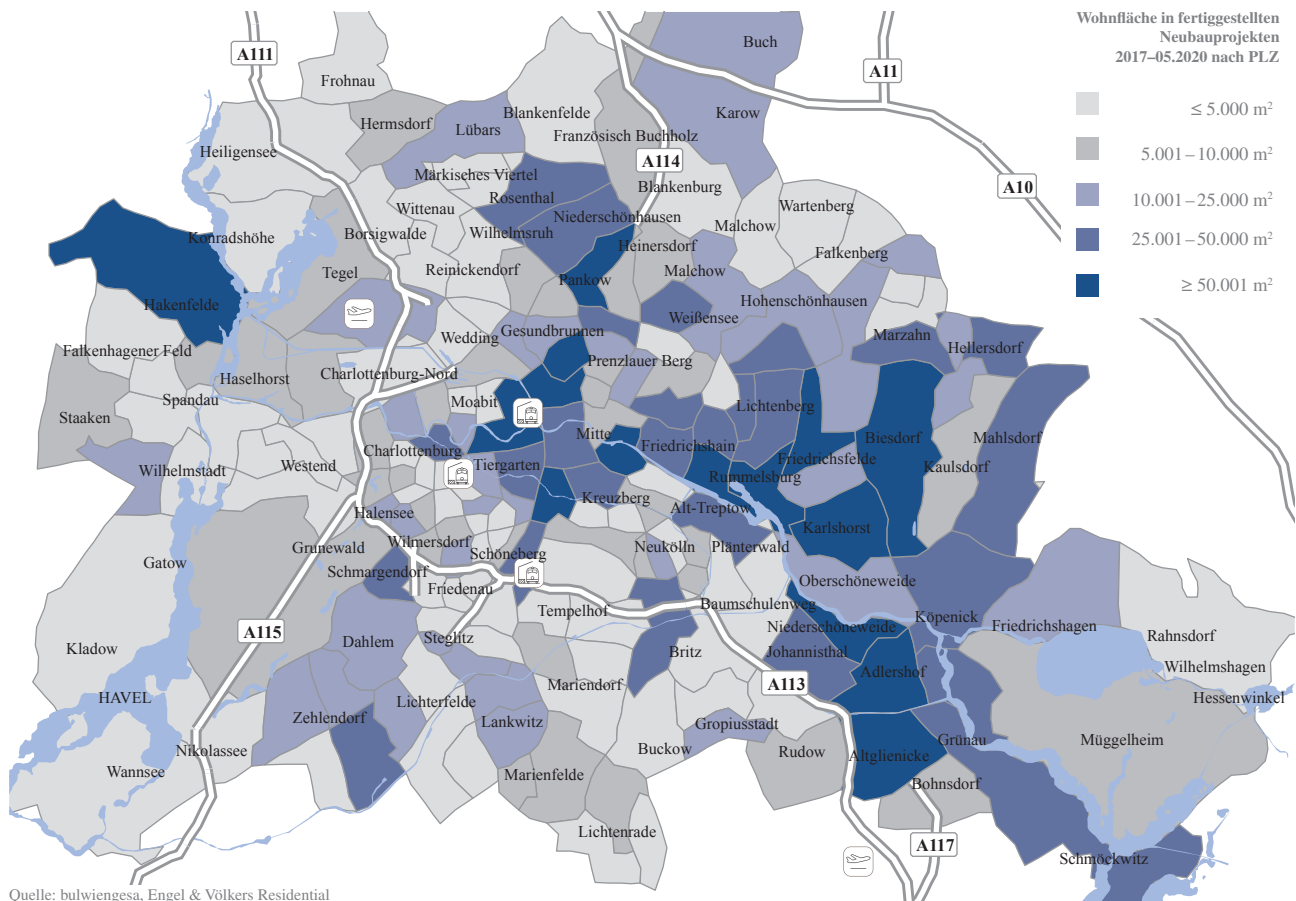 Wohnfläche in fertiggestellten
Neubauprojekten
2017–05.2020 nach PLZ
≤ 5.000 m²
5.001–10.000 m²
10.001–25.000 m²
25.001–50.000 m²
≥ 50.001 m²
Buch
A111
A11
Frohnau
Blankenfelde
Karow
Hermsdorf
Lübars
Französisch Buchholz
Heiligensee
A114
Märkisches Viertel
Blankenburg
A10
Rosenthal
Wittenau
Niederschönhausen
Wartenberg
Malchow
Konradshöhe
Borsigwalde
Wilhelmsruh
Heinersdorf
Falkenberg
Tegel
Reinickendorf
Pankow
Malchow
Hakenfelde
Hohenschönhausen
Weißensee
Wedding
Gesundbrunnen
Marzahn
Falkenhagener Feld
Prenzlauer Berg
Hellersdorf
Haselhorst
Charlottenburg-Nord
Spandau
Moabit
Lichtenberg
Staaken
Mitte
Biesdorf
Mahlsdorf
Charlottenburg
Friedrichshain
Wilhelmstadt
Westend
Tiergarten
Friedrichsfelde
Kaulsdorf
Rummelsburg
Kreuzberg
Halensee
Alt-Treptow
Karlshorst
Grunewald
Wilmersdorf
Schöneberg
Neukölln
Plänterwald
Gatow
Schmargendorf
Friedenau
Oberschöneweide
Tempelhof
Baumschulenweg
Köpenick
A115
Steglitz
Niederschöneweide
Friedrichshagen
Dahlem
Britz
Johannisthal
Rahnsdorf
Kladow
Wilhelmshagen
Adlershof
A113
Mariendorf
HAVEL
Lichterfelde
Hessenwinkel
Zehlendorf
Lankwitz
Gropiusstadt
Nikolassee
Buckow
Rudow
Altglienicke
Grünau
Müggelheim
Wannsee
Marienfelde
Bohnsdorf
Lichtenrade
A117
Schmöckwitz
Quelle: bulwiengesa, Engel & Völkers Residential